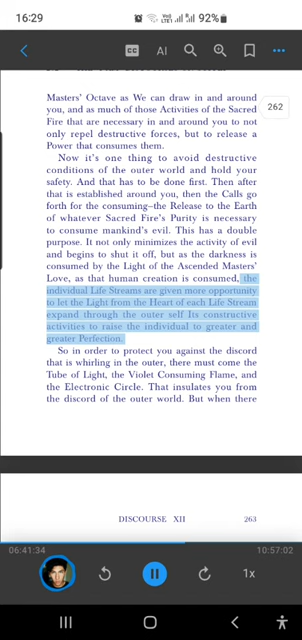 16:29
92%
CC
AI
Masters' Octave as We can draw in and around
you, and as much of those Activities of the Sacred
Fire that are necessary in and around you to not
only repel destructive forces, but to release a
Power that consumes them.
262
Now it's one thing to avoid destructive
conditions of the outer world and hold your
safety. And that has to be done first. Then after
that is established around you, then the Calls go
forth for the consuming–the Release to the Earth
of whatever Sacred Fire's Purity is necessary
to consume mankind's evil. This has a double
purpose. It not only minimizes the activity of evil
and begins to shut it off, but as the darkness is
consumed by the Light of the Ascended Masters'
Love, as that human creation is consumed, the
individual Life Streams are given more opportunity
to let the Light from the Heart of each Life Stream
expand through the outer self Its constructive
activities to raise the individual to greater and
greater Perfection.
So in order to protect you against the discord
that is whirling in the outer, there must come the
Tube of Light, the Violet Consuming Flame, and
the Electronic Circle. That insulates you from
the discord of the outer world. But when there
DISCOURSE XII 263
06:41:34 10:57:02
1x